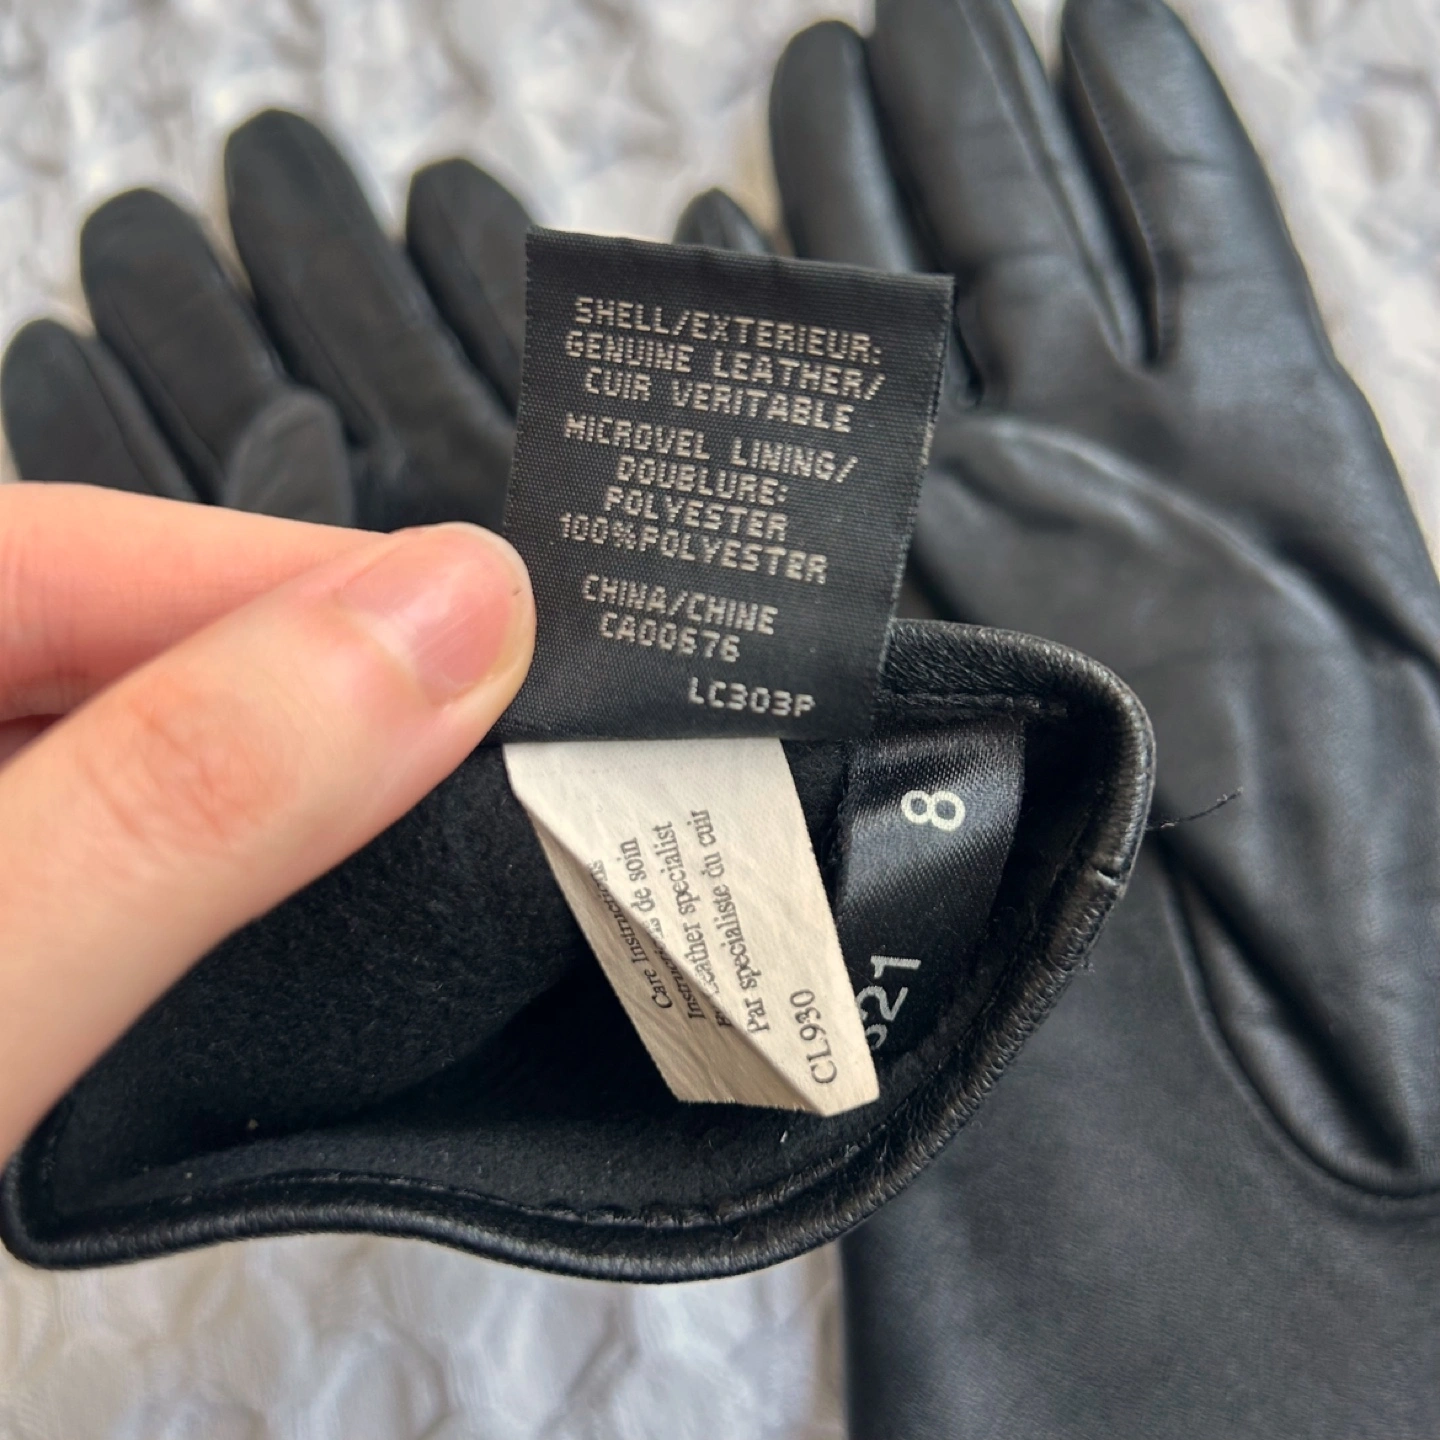 SHELL/EXTERIEUR:
GENUINE LEATHER/
CUIR VERITABLE
MICROVEL LINING/
DOUBLURE:
POLYESTER
100%POLYESTER
CHINA/CHINE
CA00676
LC303P
8
321
Care Instructions
de soin
Leather specialist
Par specialiste du cuir
CL930